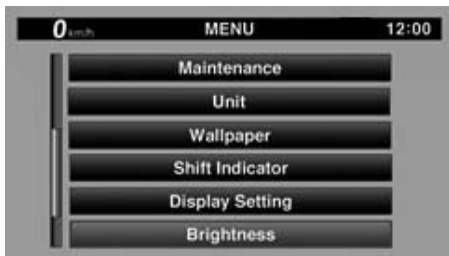 0 km/h MENU 12:00
Maintenance
Unit
Wallpaper
Shift Indicator
Display Setting
Brightness